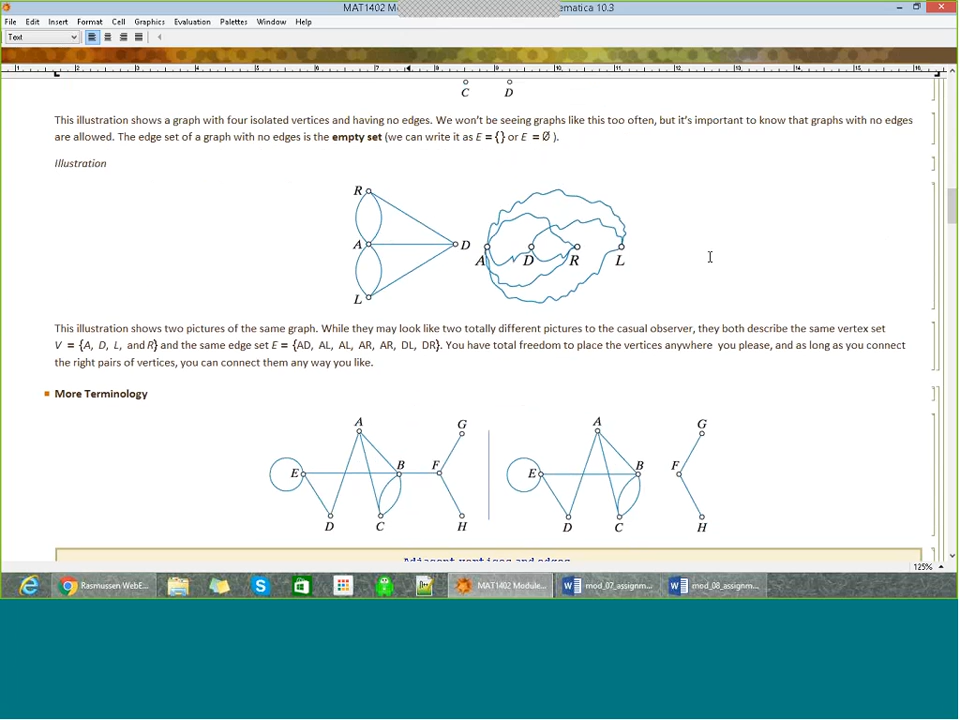 MAT1402 Mo ematica 10.3
File Edit Insert Format Cell Graphics Evaluation Palettes Window Help
Text
C D
This illustration shows a graph with four isolated vertices and having no edges. We won't be seeing graphs like this too often, but it's important to know that graphs with no edges
are allowed. The edge set of a graph with no edges is the empty set (we can write it as E = {} or E = Ø ).
Illustration
R
A D A D R L
L
This illustration shows two pictures of the same graph. While they may look like two totally different pictures to the casual observer, they both describe the same vertex set
V = {A, D, L, and R} and the same edge set E = {AD, AL, AL, AR, AR, DL, DR}. You have total freedom to place the vertices anywhere you please, and as long as you connect
the right pairs of vertices, you can connect them any way you like.
More Terminology
A G A G
E B F E B F
D C H D C H
Adjacent vertices and edges
125%
Rasmussen WebE... MAT1402 Module... mod_07_assignm... mod_08_assignm...